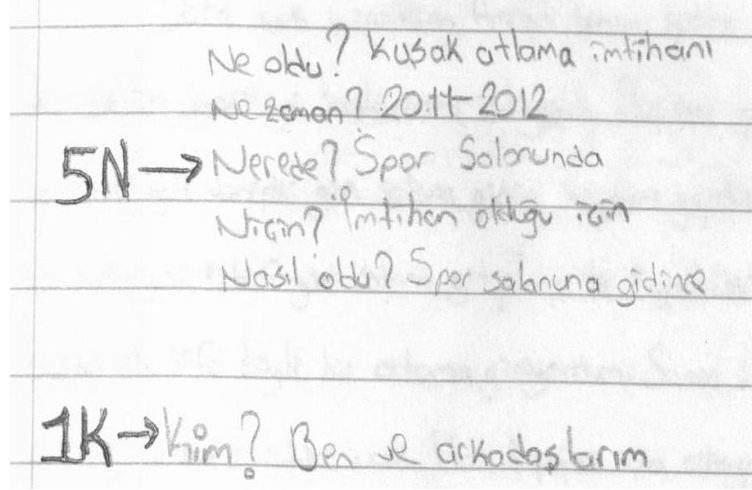 Ne oldu? Kuşak atlama imtihanı
Ne zaman? 2011-2012
5N → Nerede? Spor Salonunda
Niçin? İmtihan olduğu için
Nasıl oldu? Spor salonuna gidince
1K → Kim? Ben ve arkadaşlarım